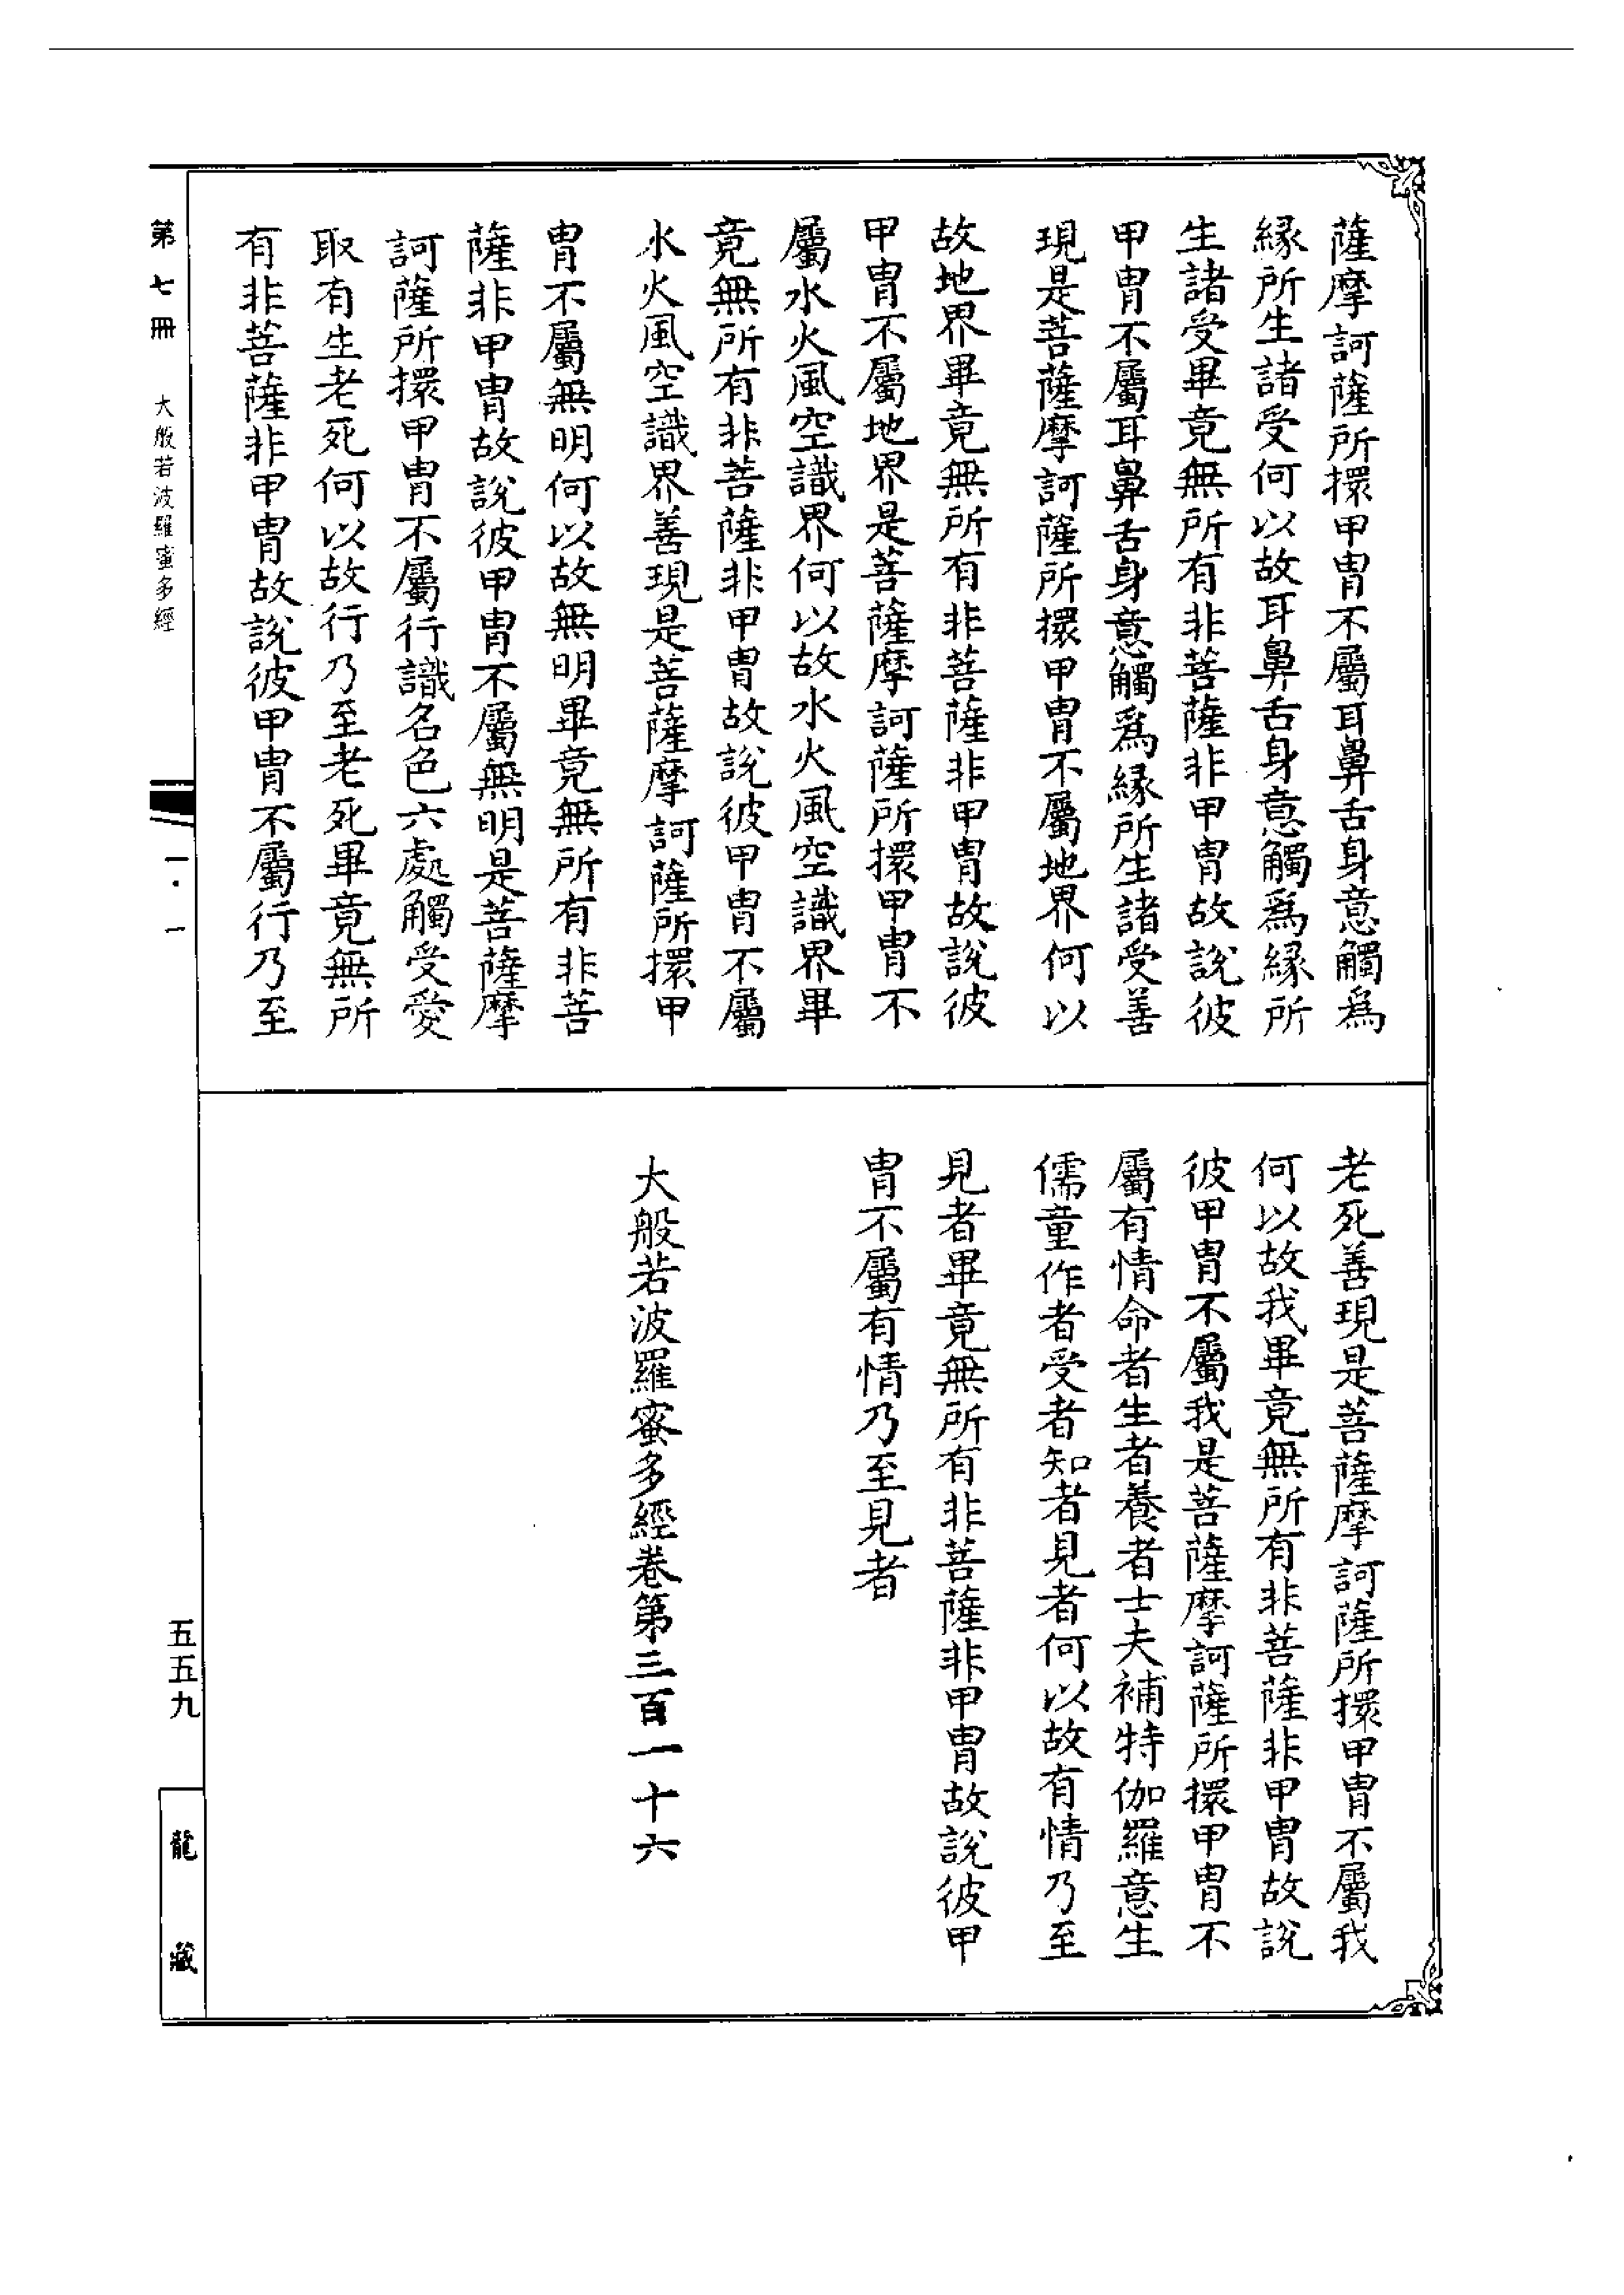 薩摩訶薩所擐甲冑不屬耳鼻舌身意觸爲
緣所生諸受何以故耳鼻舌身意觸爲緣所
生諸受畢竟無所有非菩薩非甲冑故說彼
甲冑不屬耳鼻舌身意觸爲緣所生諸受善
現是菩薩摩訶薩所擐甲冑不屬地界何以
故地界畢竟無所有非菩薩非甲冑故說彼
甲冑不屬地界是菩薩摩訶薩所擐甲冑不
屬水火風空識界何以故水火風空識界畢
竟無所有非菩薩非甲冑故說彼甲冑不屬
水火風空識界善現是菩薩摩訶薩所擐甲
冑不屬無明何以故無明畢竟無所有非菩
薩非甲冑故說彼甲冑不屬無明是菩薩摩
訶薩所擐甲冑不屬行識名色六處觸受愛
取有生老死何以故行乃至老死畢竟無所
有非菩薩非甲冑故說彼甲冑不屬行乃至
老死善現是菩薩摩訶薩所擐甲冑不屬我
何以故我畢竟無所有非菩薩非甲冑故說
彼甲冑不屬我是菩薩摩訶薩所擐甲冑不
屬有情命者生者養者士夫補特伽羅意生
儒童作者受者知者見者何以故有情乃至
見者畢竟無所有非菩薩非甲冑故說彼甲
冑不屬有情乃至見者
大般若波羅蜜多經卷第三百一十六
第七冊 大般若波羅蜜多經 一·一 五五九 龍藏